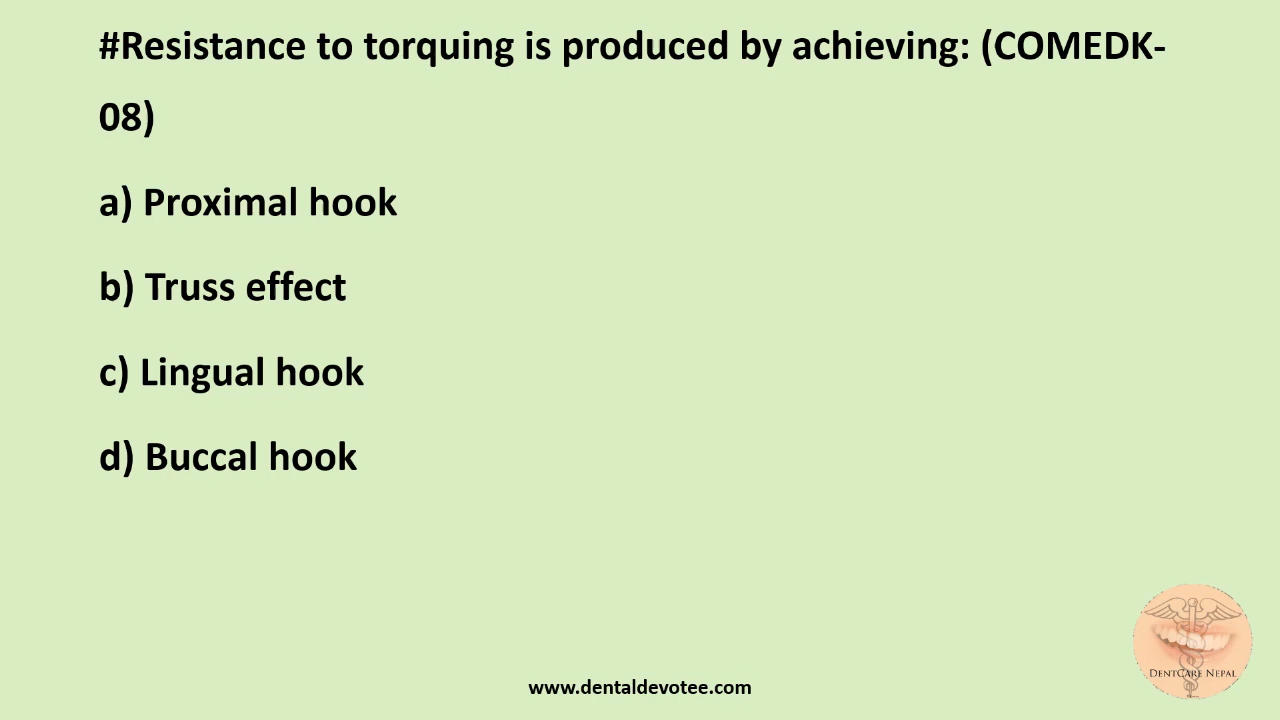 #Resistance to torquing is produced by achieving: (COMEDK-
08)
a) Proximal hook
b) Truss effect
c) Lingual hook
d) Buccal hook
DentCare Nepal
www.dentaldevotee.com